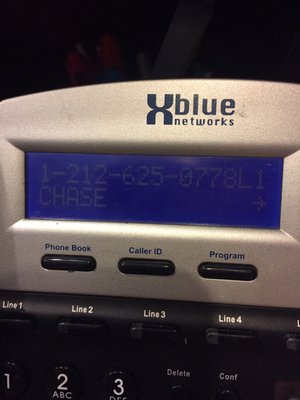 Xblue
networks
1-212-625-0778L1
CHASE →
Phone Book Caller ID Program
Line1 Line2 Line3 Line4
Delete Conf
1 2 3
ABC